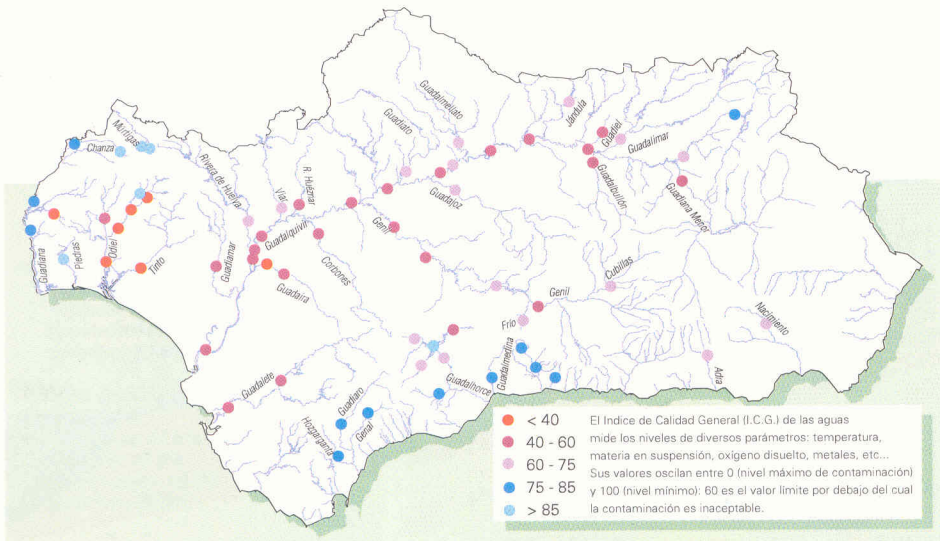 Múrtigas
Chanza
Rivera de Huelva
Viar
R. Huéznar
Guadiato
Guadalmellato
Jándula
Guadiel
Guadalimar
Guadalbullón
Guadiana Menor
Guadajoz
Genil
Guadalquivir
Corbones
Guadaira
Guadiamar
Guadiana
Piedras
Odiel
Tinto
Cubillas
Genil
Frio
Nacimiento
Adra
Guadalmedina
Guadalhorce
Guadalete
Guadiaro
Genal
Hozgarganta
< 40
40 - 60
60 - 75
75 - 85
> 85
El Indice de Calidad General (I.C.G.) de las aguas
mide los niveles de diversos parámetros: temperatura,
materia en suspensión, oxígeno disuelto, metales, etc...
Sus valores oscilan entre 0 (nivel máximo de contaminación)
y 100 (nivel mínimo): 60 es el valor límite por debajo del cual
la contaminación es inaceptable.